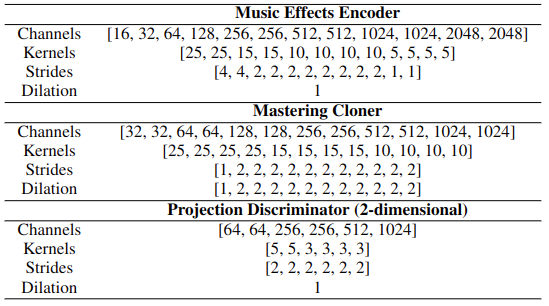 Music Effects Encoder
Channels [16, 32, 64, 128, 256, 256, 512, 512, 1024, 1024, 2048, 2048]
Kernels [25, 25, 15, 15, 10, 10, 10, 10, 5, 5, 5, 5]
Strides [4, 4, 2, 2, 2, 2, 2, 2, 2, 2, 1, 1]
Dilation 1
Mastering Cloner
Channels [32, 32, 64, 64, 128, 128, 256, 256, 512, 512, 1024, 1024]
Kernels [25, 25, 25, 25, 15, 15, 15, 15, 10, 10, 10, 10]
Strides [1, 2, 2, 2, 2, 2, 2, 2, 2, 2, 2, 2]
Dilation [1, 2, 2, 2, 2, 2, 2, 2, 2, 2, 2, 2]
Projection Discriminator (2-dimensional)
Channels [64, 64, 256, 256, 512, 1024]
Kernels [5, 5, 3, 3, 3, 3]
Strides [2, 2, 2, 2, 2, 2]
Dilation 1